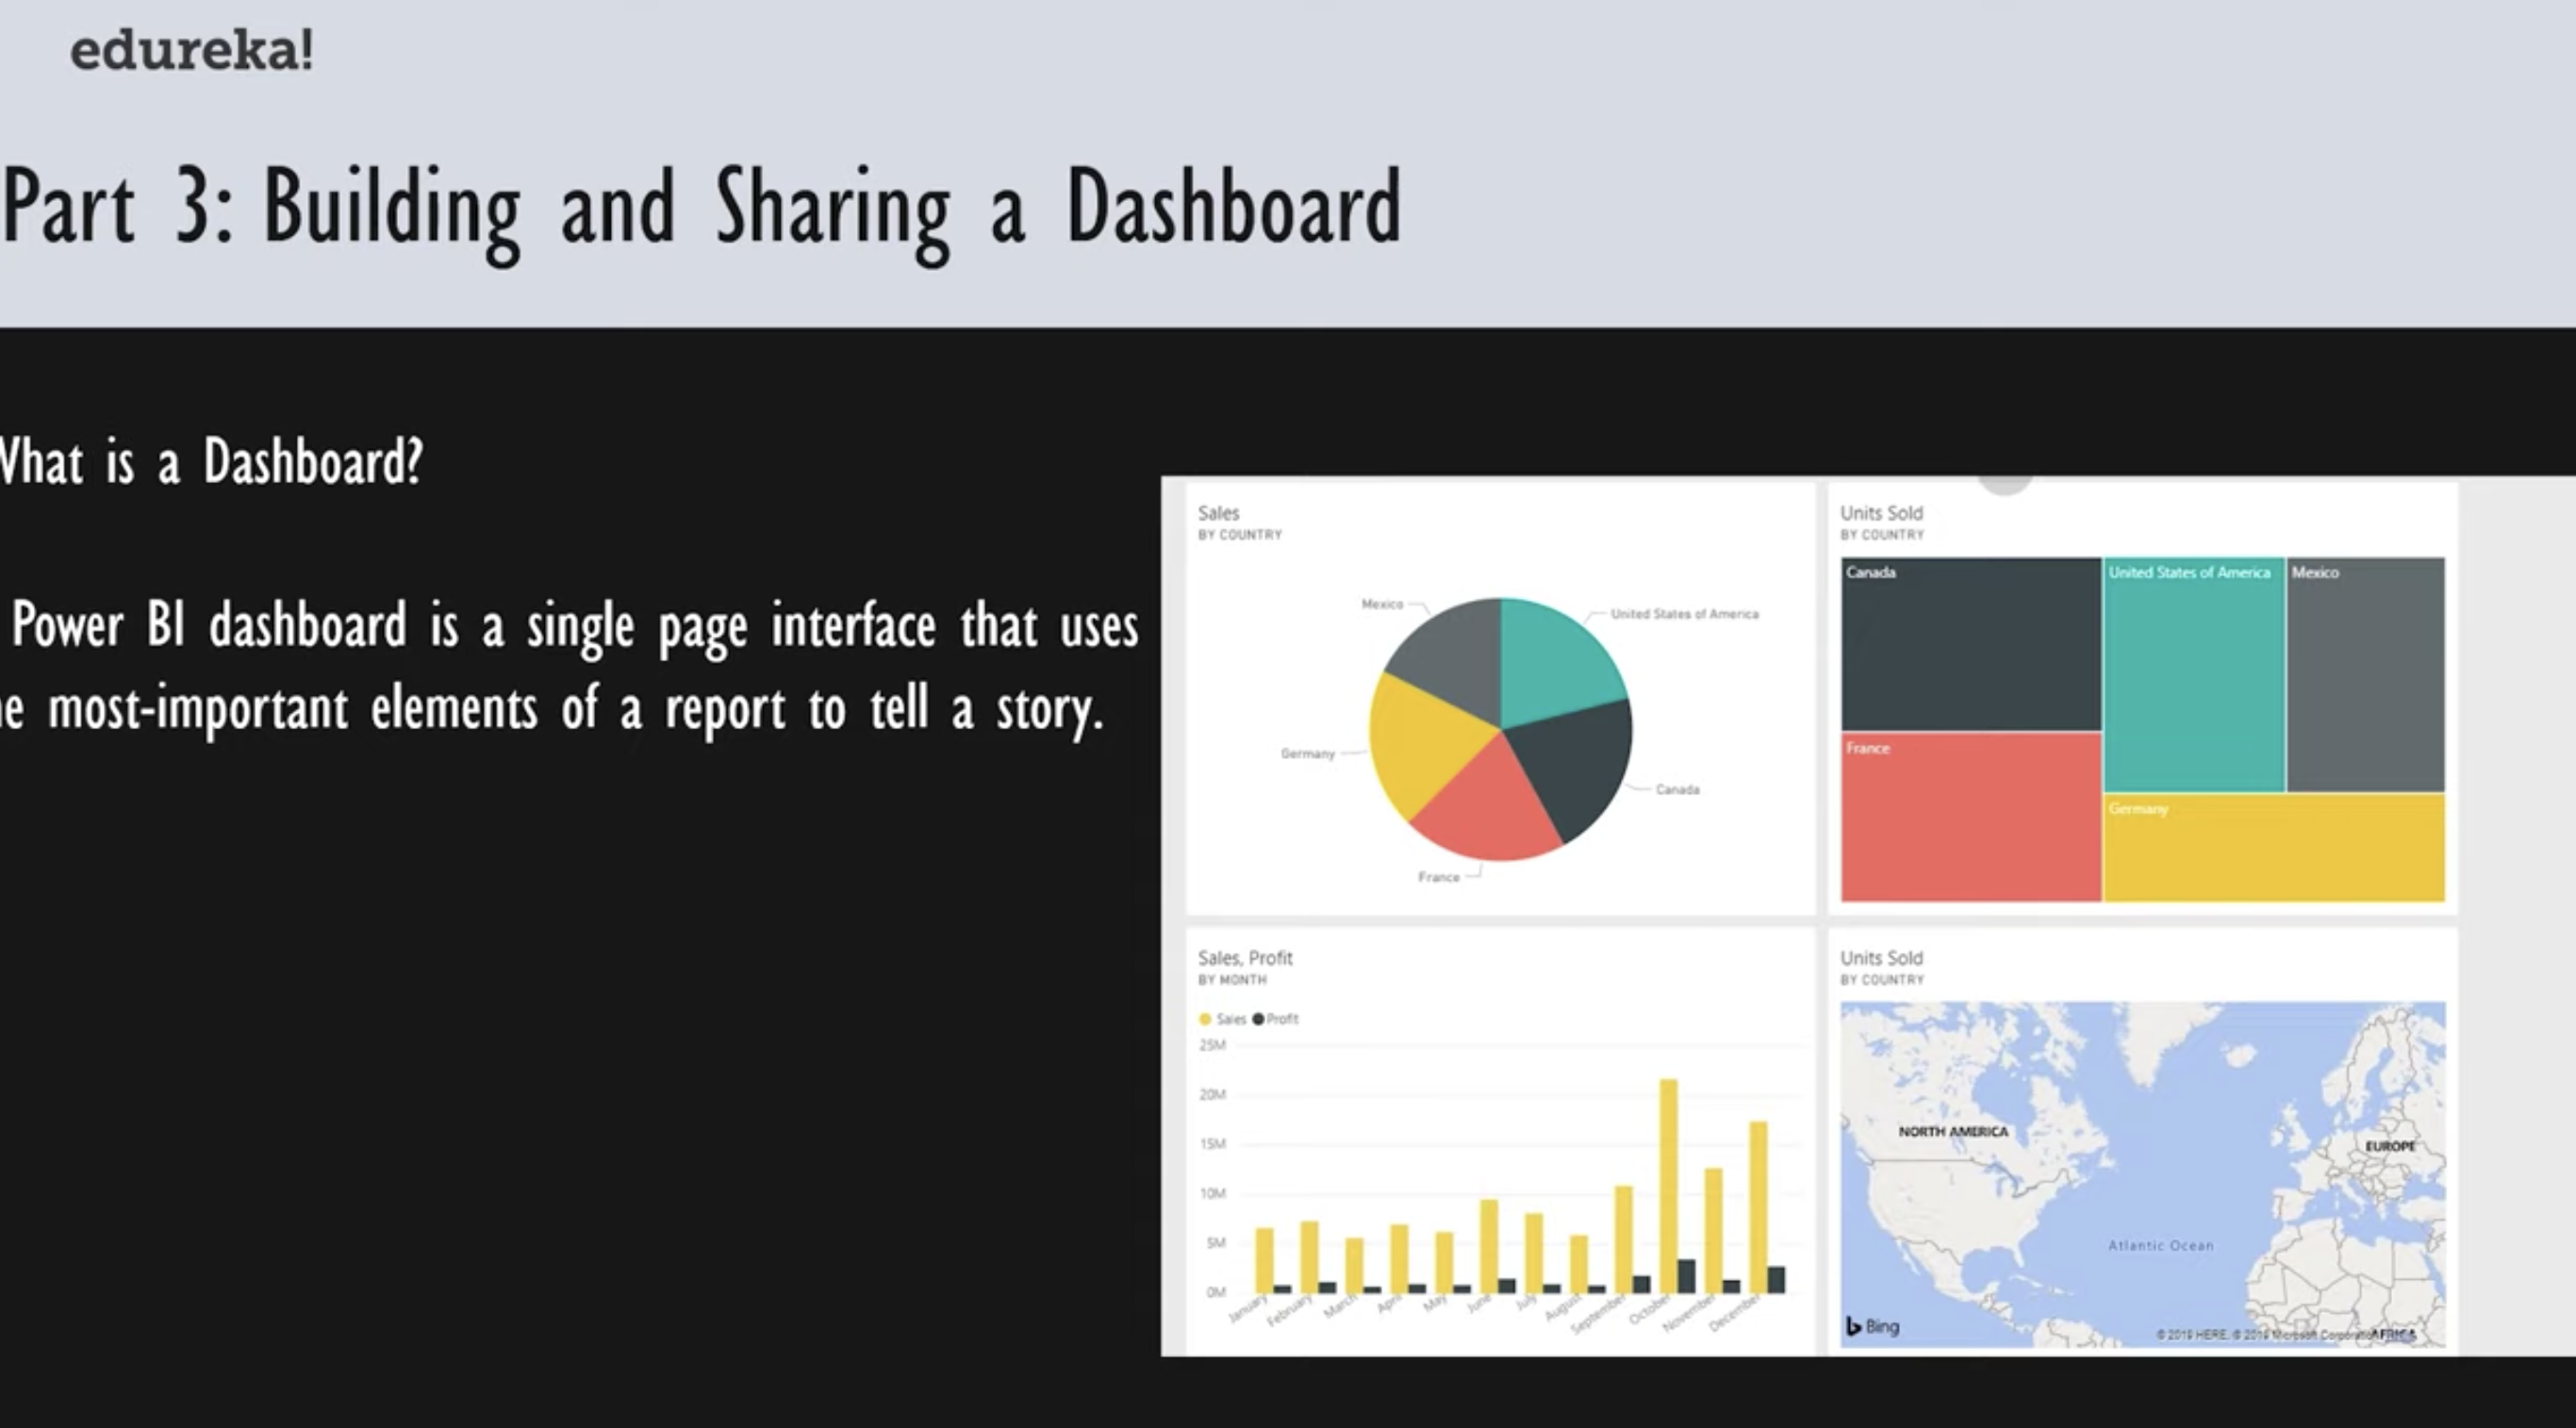 edureka!
Part 3: Building and Sharing a Dashboard
What is a Dashboard?
Power BI dashboard is a single page interface that uses
most-important elements of a report to tell a story.
Sales
BY COUNTRY
Mexico
United States of America
Germany
Canada
France
Units Sold
BY COUNTRY
Canada
United States of America
Mexico
France
Germany
Sales, Profit
BY MONTH
Sales Profit
25M
20M
15M
10M
5M
0M
January
February
March
April
May
June
July
August
September
October
November
December
Units Sold
BY COUNTRY
NORTH AMERICA
EUROPE
Atlantic Ocean
AFRICA
Bing
© 2019 HERE, © 2019 Microsoft Corporation